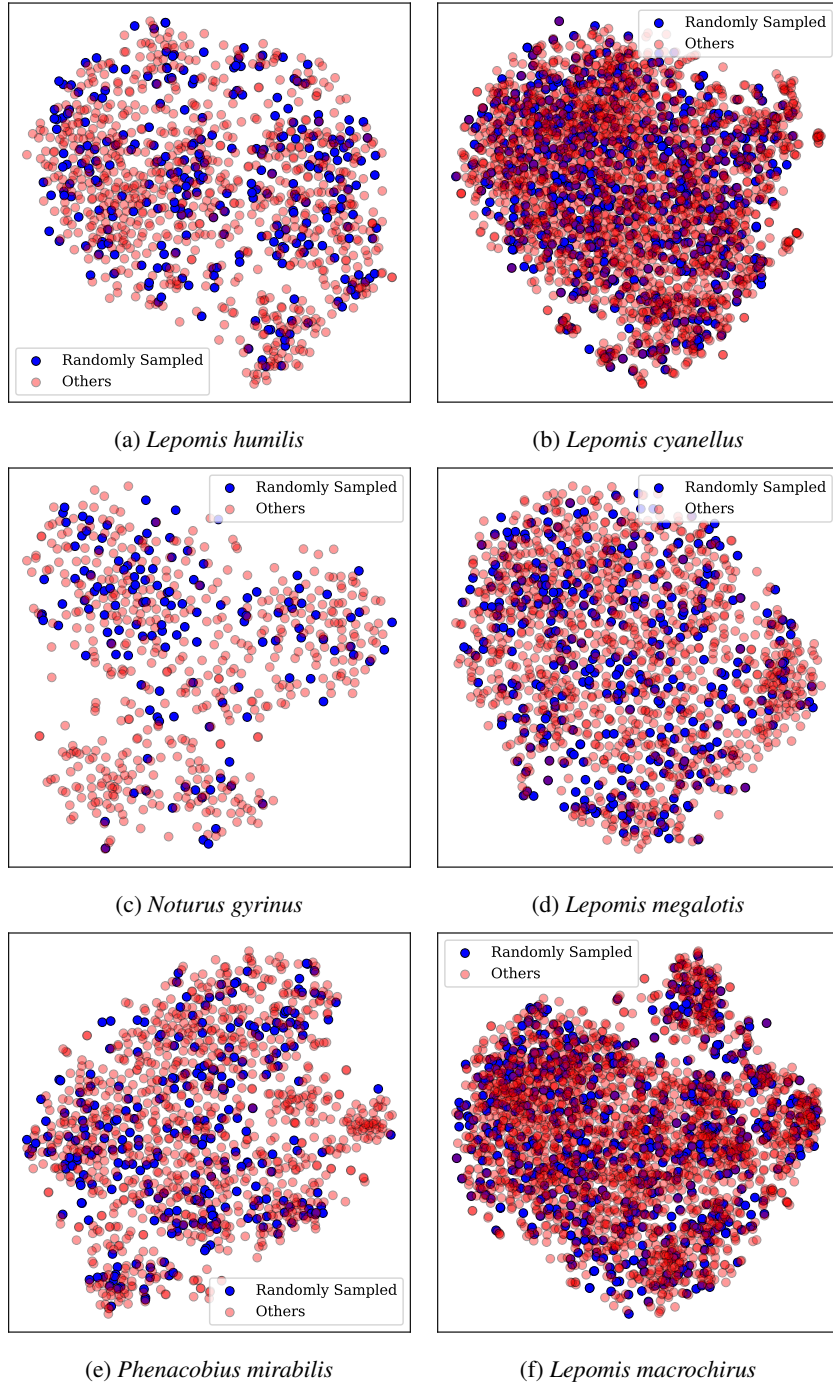 Randomly Sampled
Others
(a) Lepomis humilis
Randomly Sampled
Others
(b) Lepomis cyanellus
Randomly Sampled
Others
(c) Noturus gyrinus
Randomly Sampled
Others
(d) Lepomis megalotis
Randomly Sampled
Others
(e) Phenacobius mirabilis
Randomly Sampled
Others
(f) Lepomis macrochirus